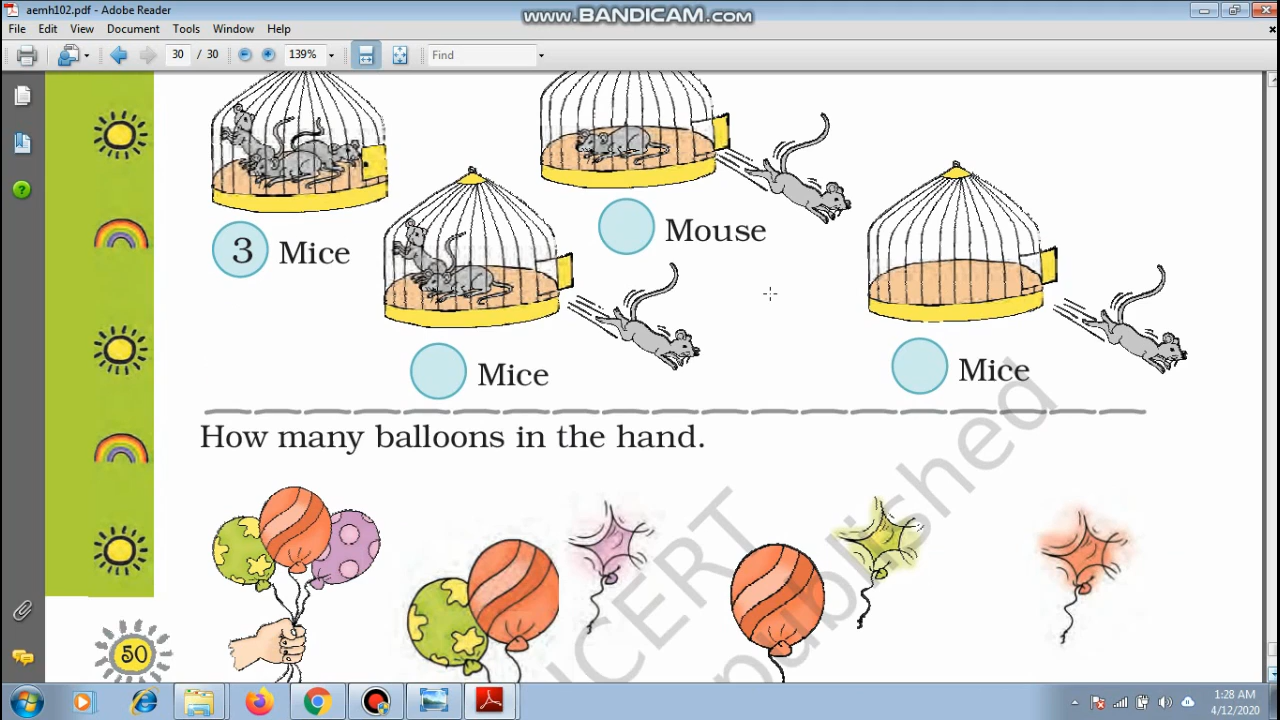 aemh102.pdf - Adobe Reader
WWW.BANDICAM.COM
File Edit View Document Tools Window Help
30 / 30 139% Find
3 Mice
Mouse
Mice
Mice
How many balloons in the hand.
NCERT
published
50
1:28 AM
4/12/2020